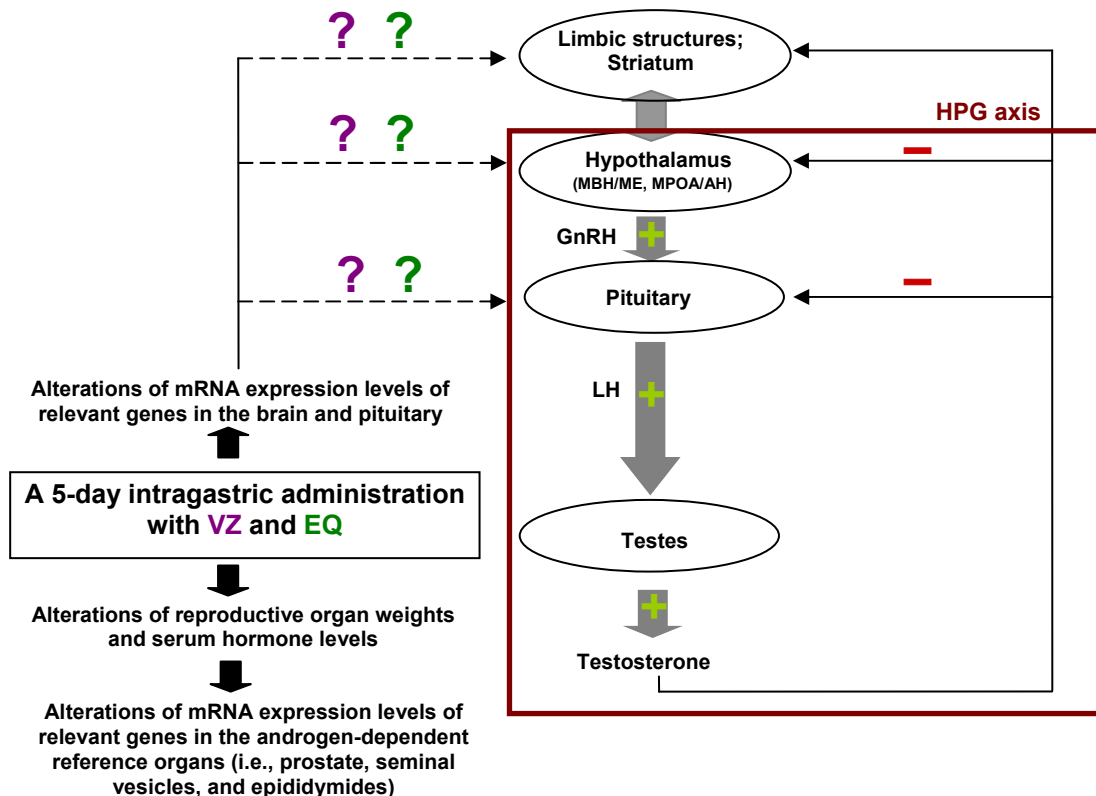 ? ?
Limbic structures;
Striatum
HPG axis
? ?
Hypothalamus
(MBH/ME, MPOA/AH)
−
GnRH
+
? ?
Pituitary
−
LH
+
Alterations of mRNA expression levels of
relevant genes in the brain and pituitary
A 5-day intragastric administration
with VZ and EQ
Testes
+
Testosterone
Alterations of reproductive organ weights
and serum hormone levels
Alterations of mRNA expression levels of
relevant genes in the androgen-dependent
reference organs (i.e., prostate, seminal
vesicles, and epididymides)